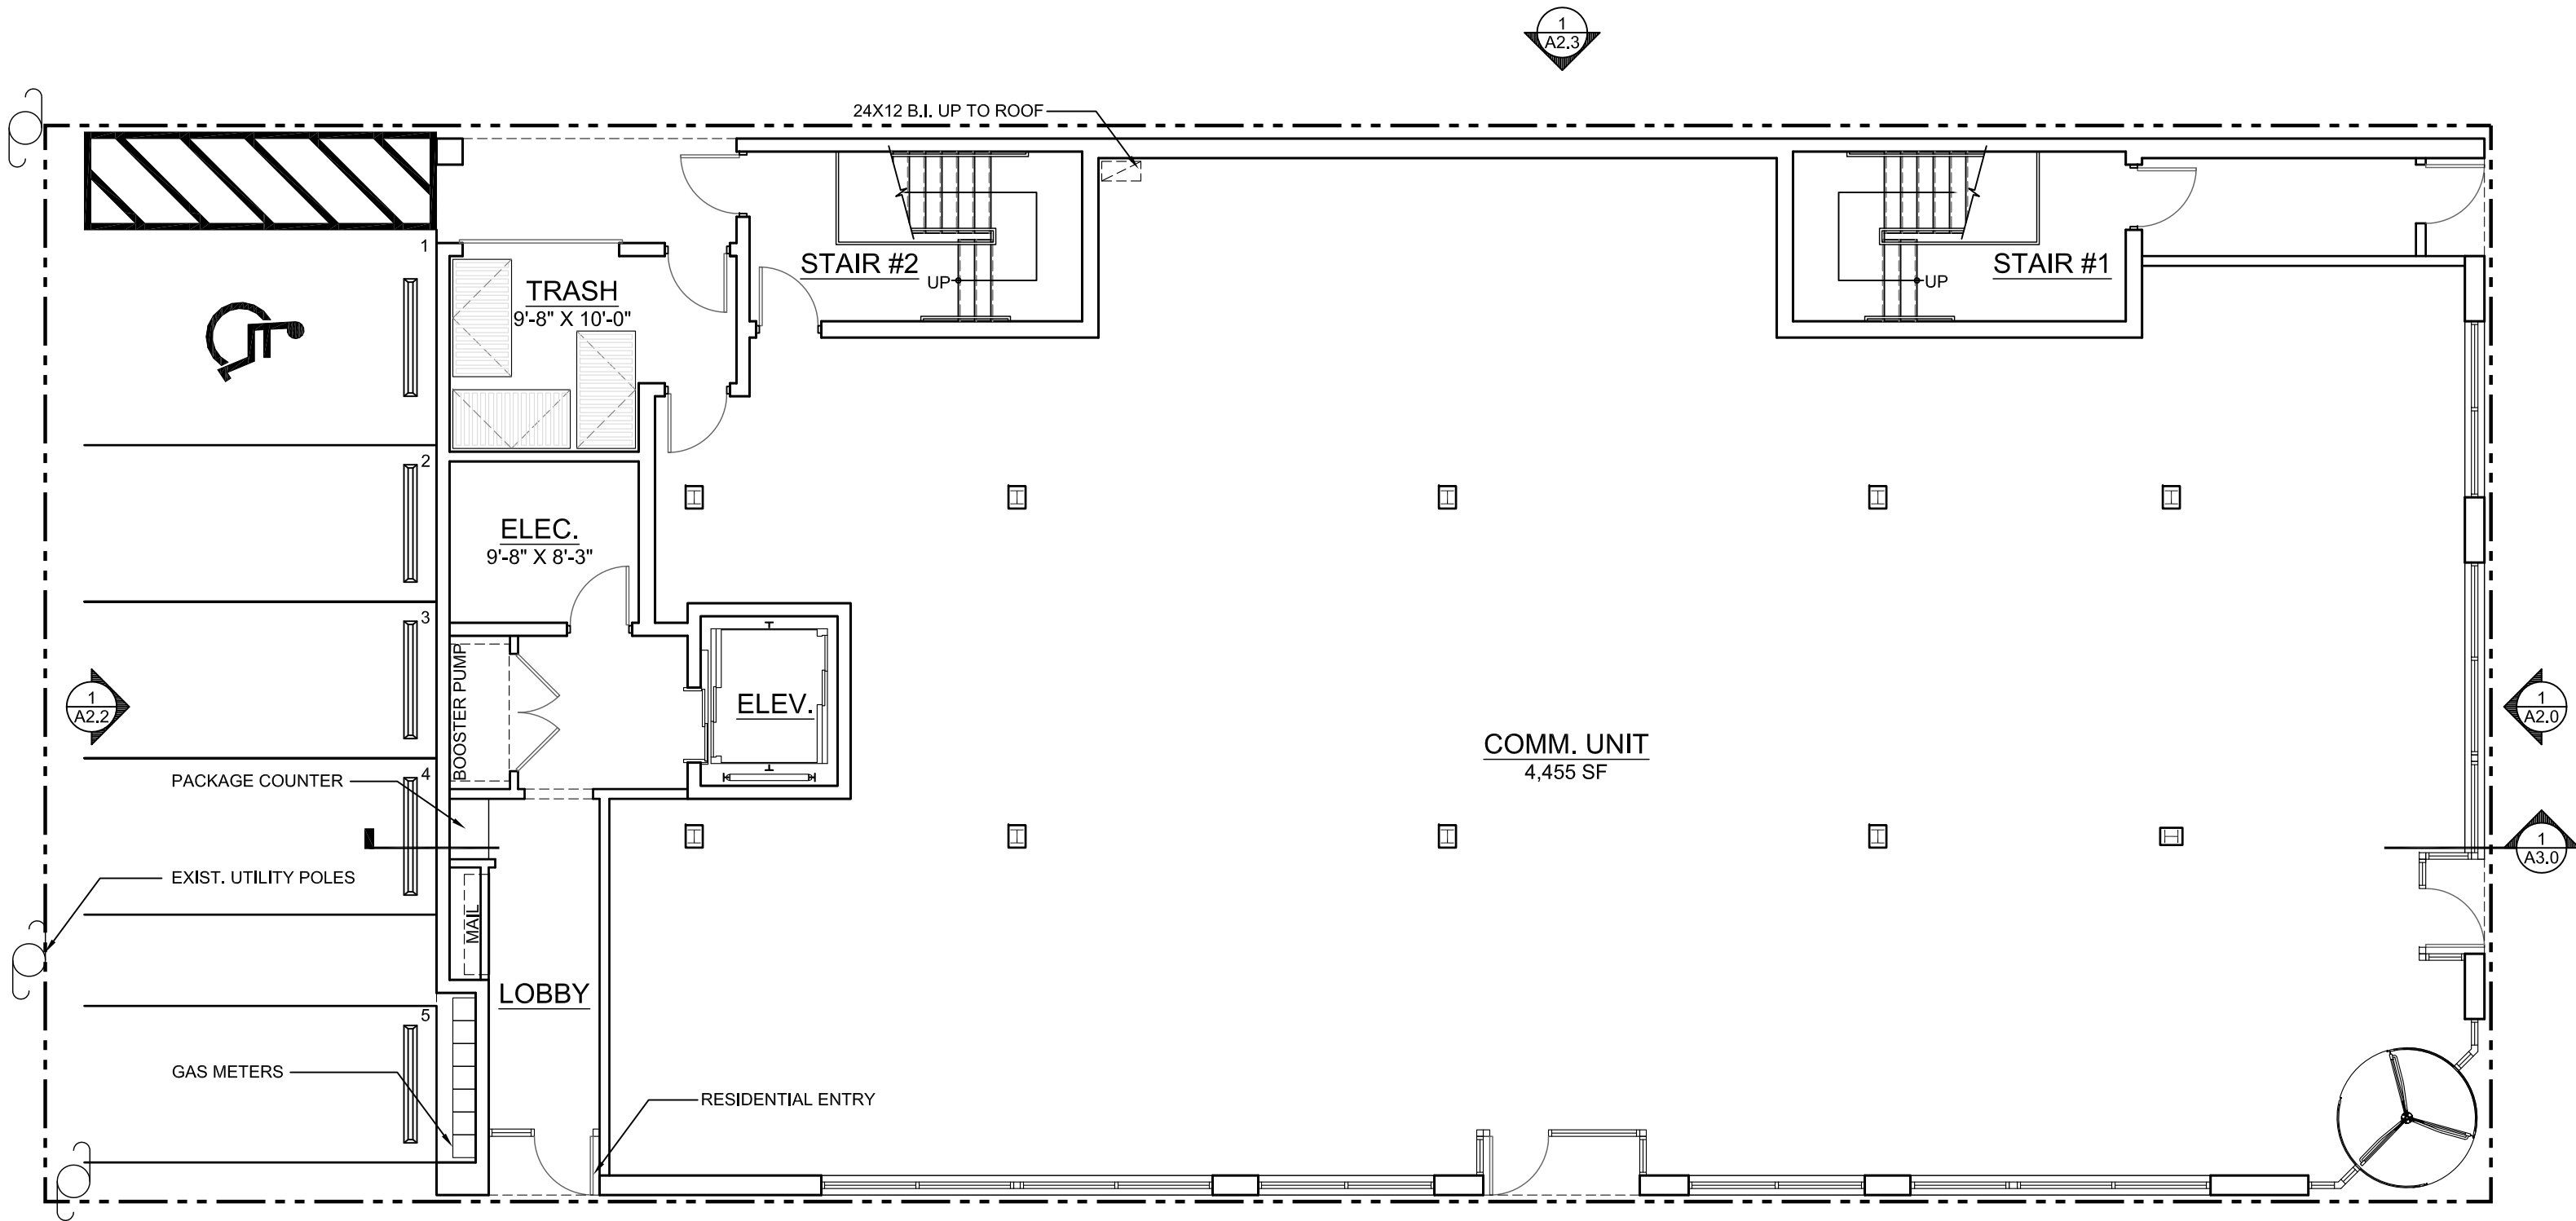 1
A2.3
24X12 B.I. UP TO ROOF
1
STAIR #2
UP
STAIR #1
UP
TRASH
9'-8" X 10'-0"
2
ELEC.
9'-8" X 8'-3"
3
BOOSTER PUMP
ELEV.
1
A2.2
1
A2.0
COMM. UNIT
4,455 SF
PACKAGE COUNTER
4
1
A3.0
EXIST. UTILITY POLES
MAIL
LOBBY
5
GAS METERS
RESIDENTIAL ENTRY